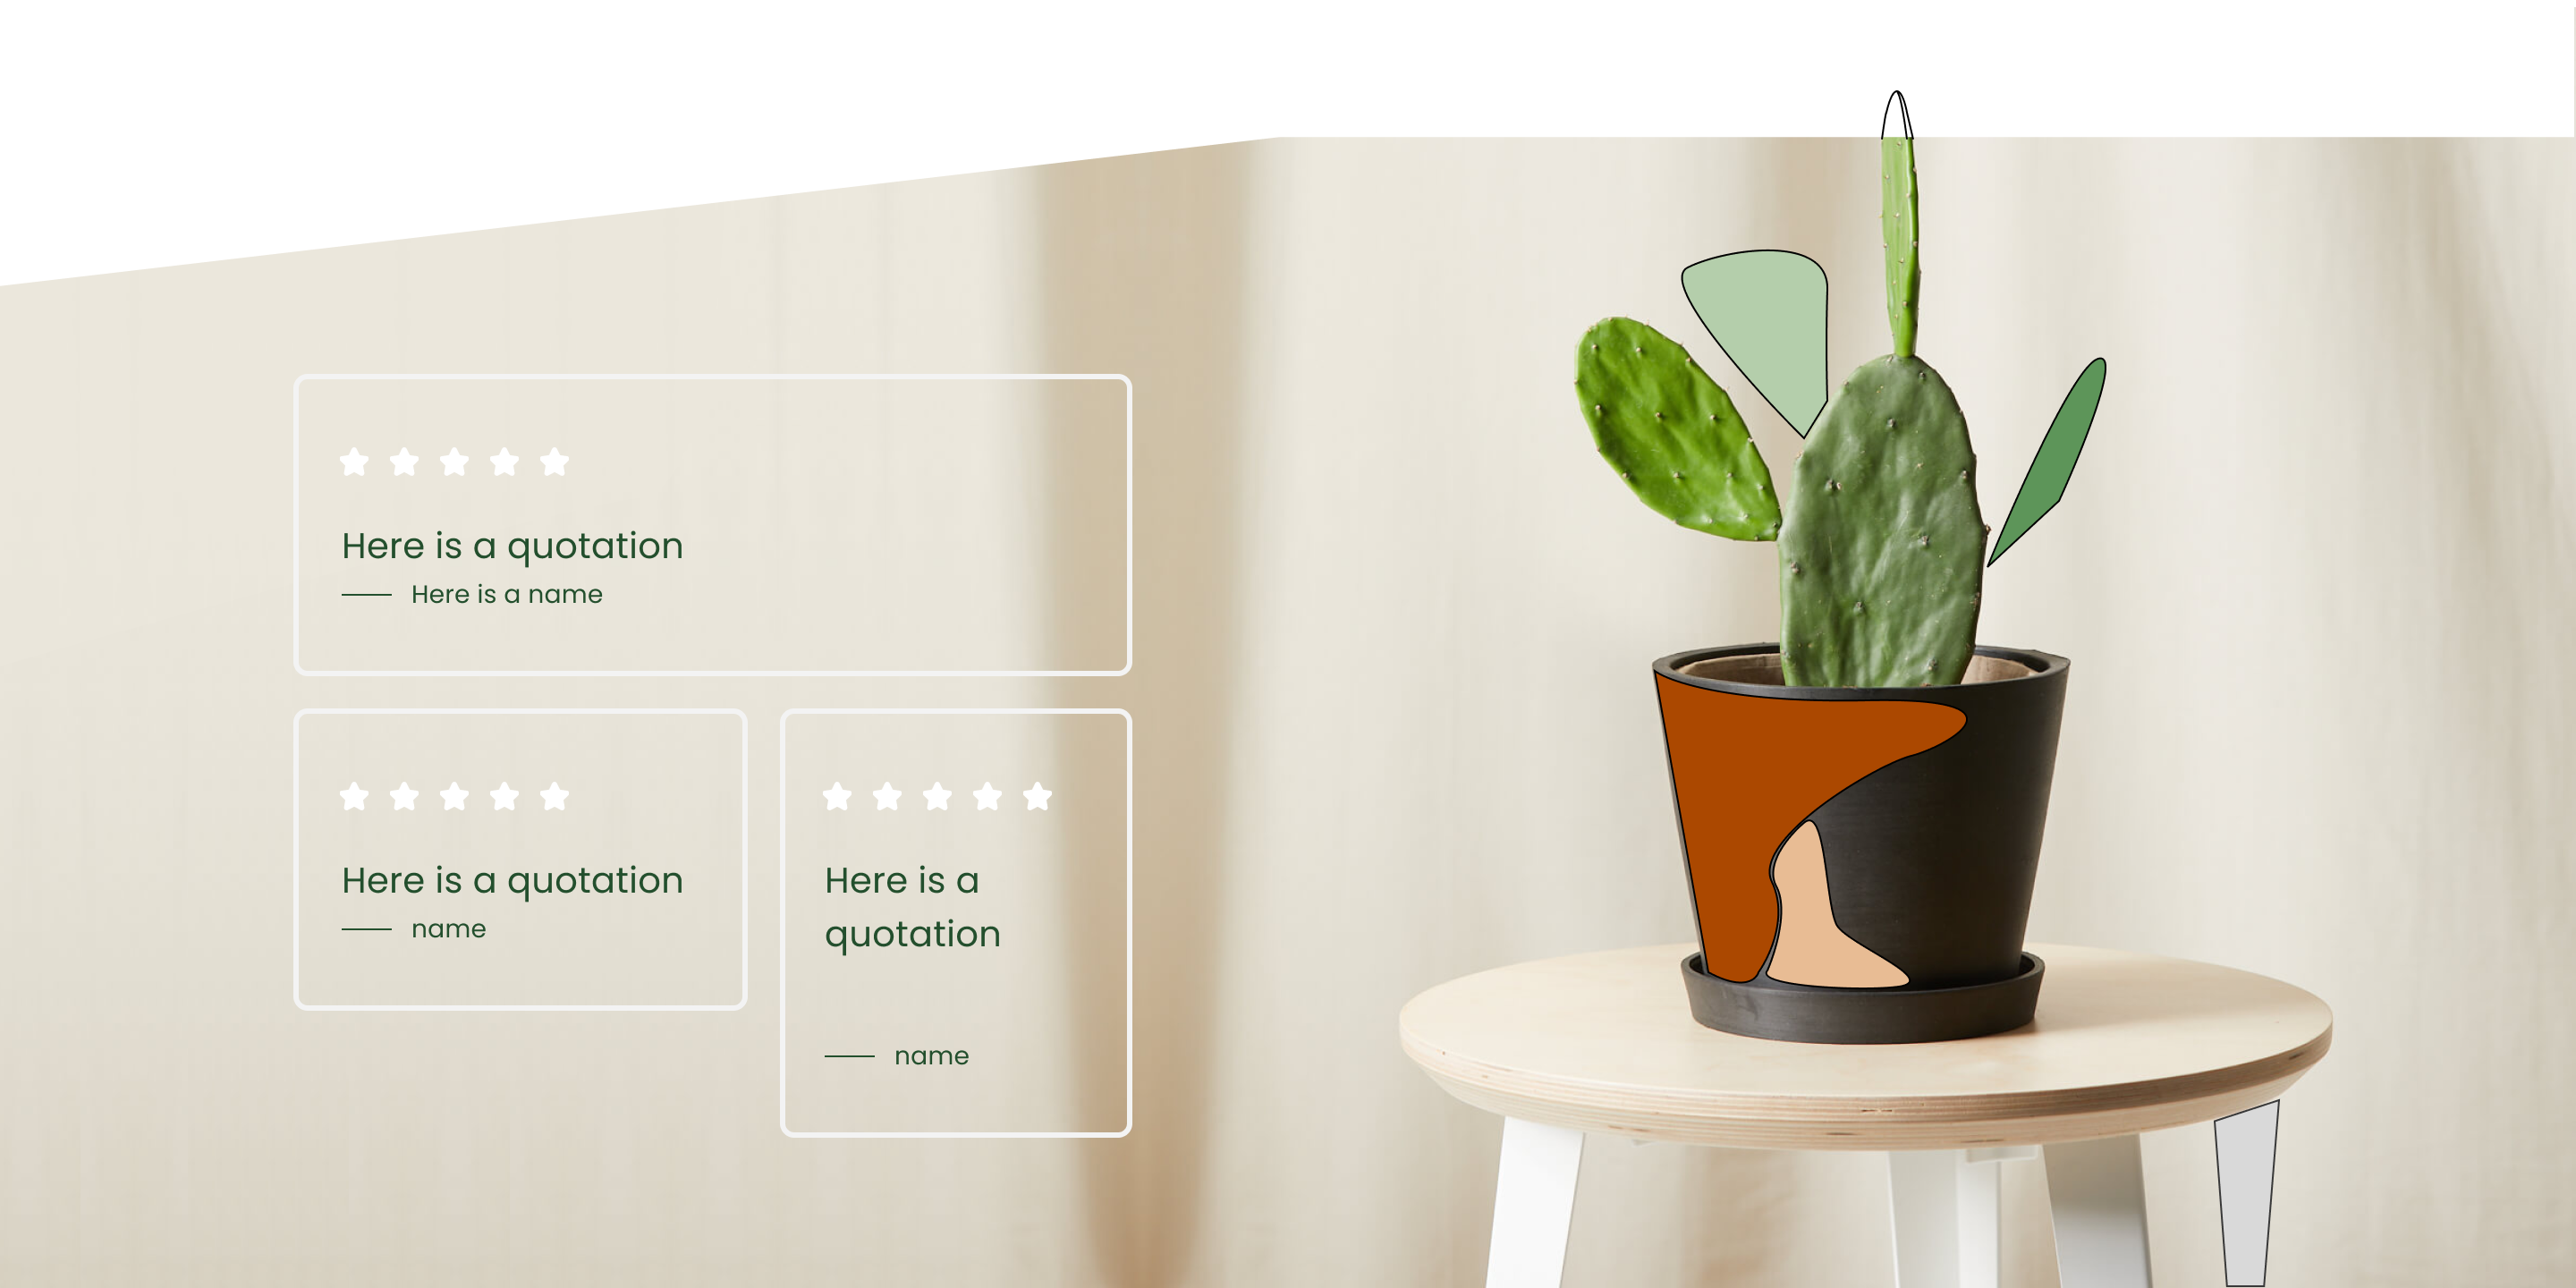 Here is a quotation
Here is a name
Here is a quotation
name
Here is a
quotation
name